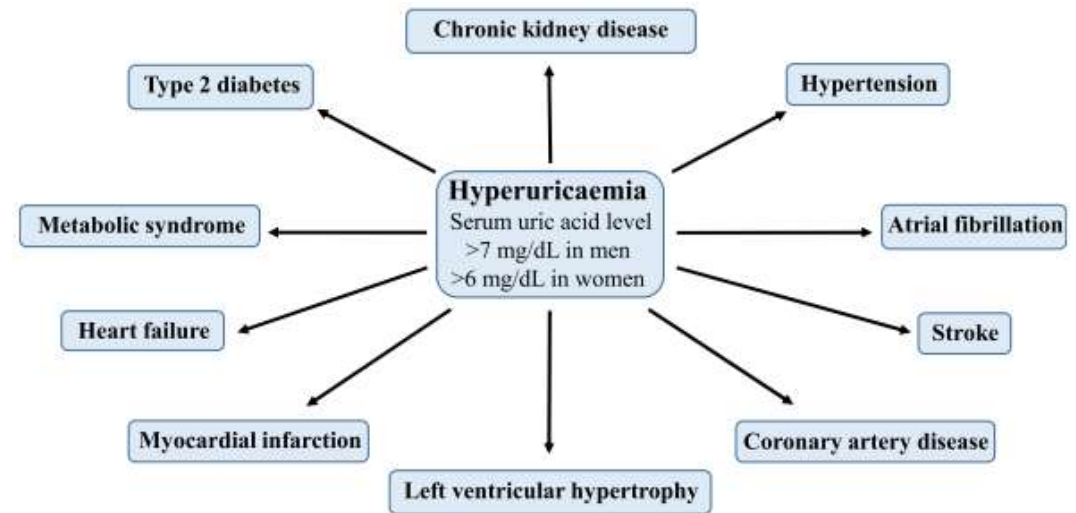 Chronic kidney disease
Type 2 diabetes
Hypertension
Hyperuricaemia
Serum uric acid level
>7 mg/dL in men
>6 mg/dL in women
Metabolic syndrome
Atrial fibrillation
Heart failure
Stroke
Myocardial infarction
Coronary artery disease
Left ventricular hypertrophy